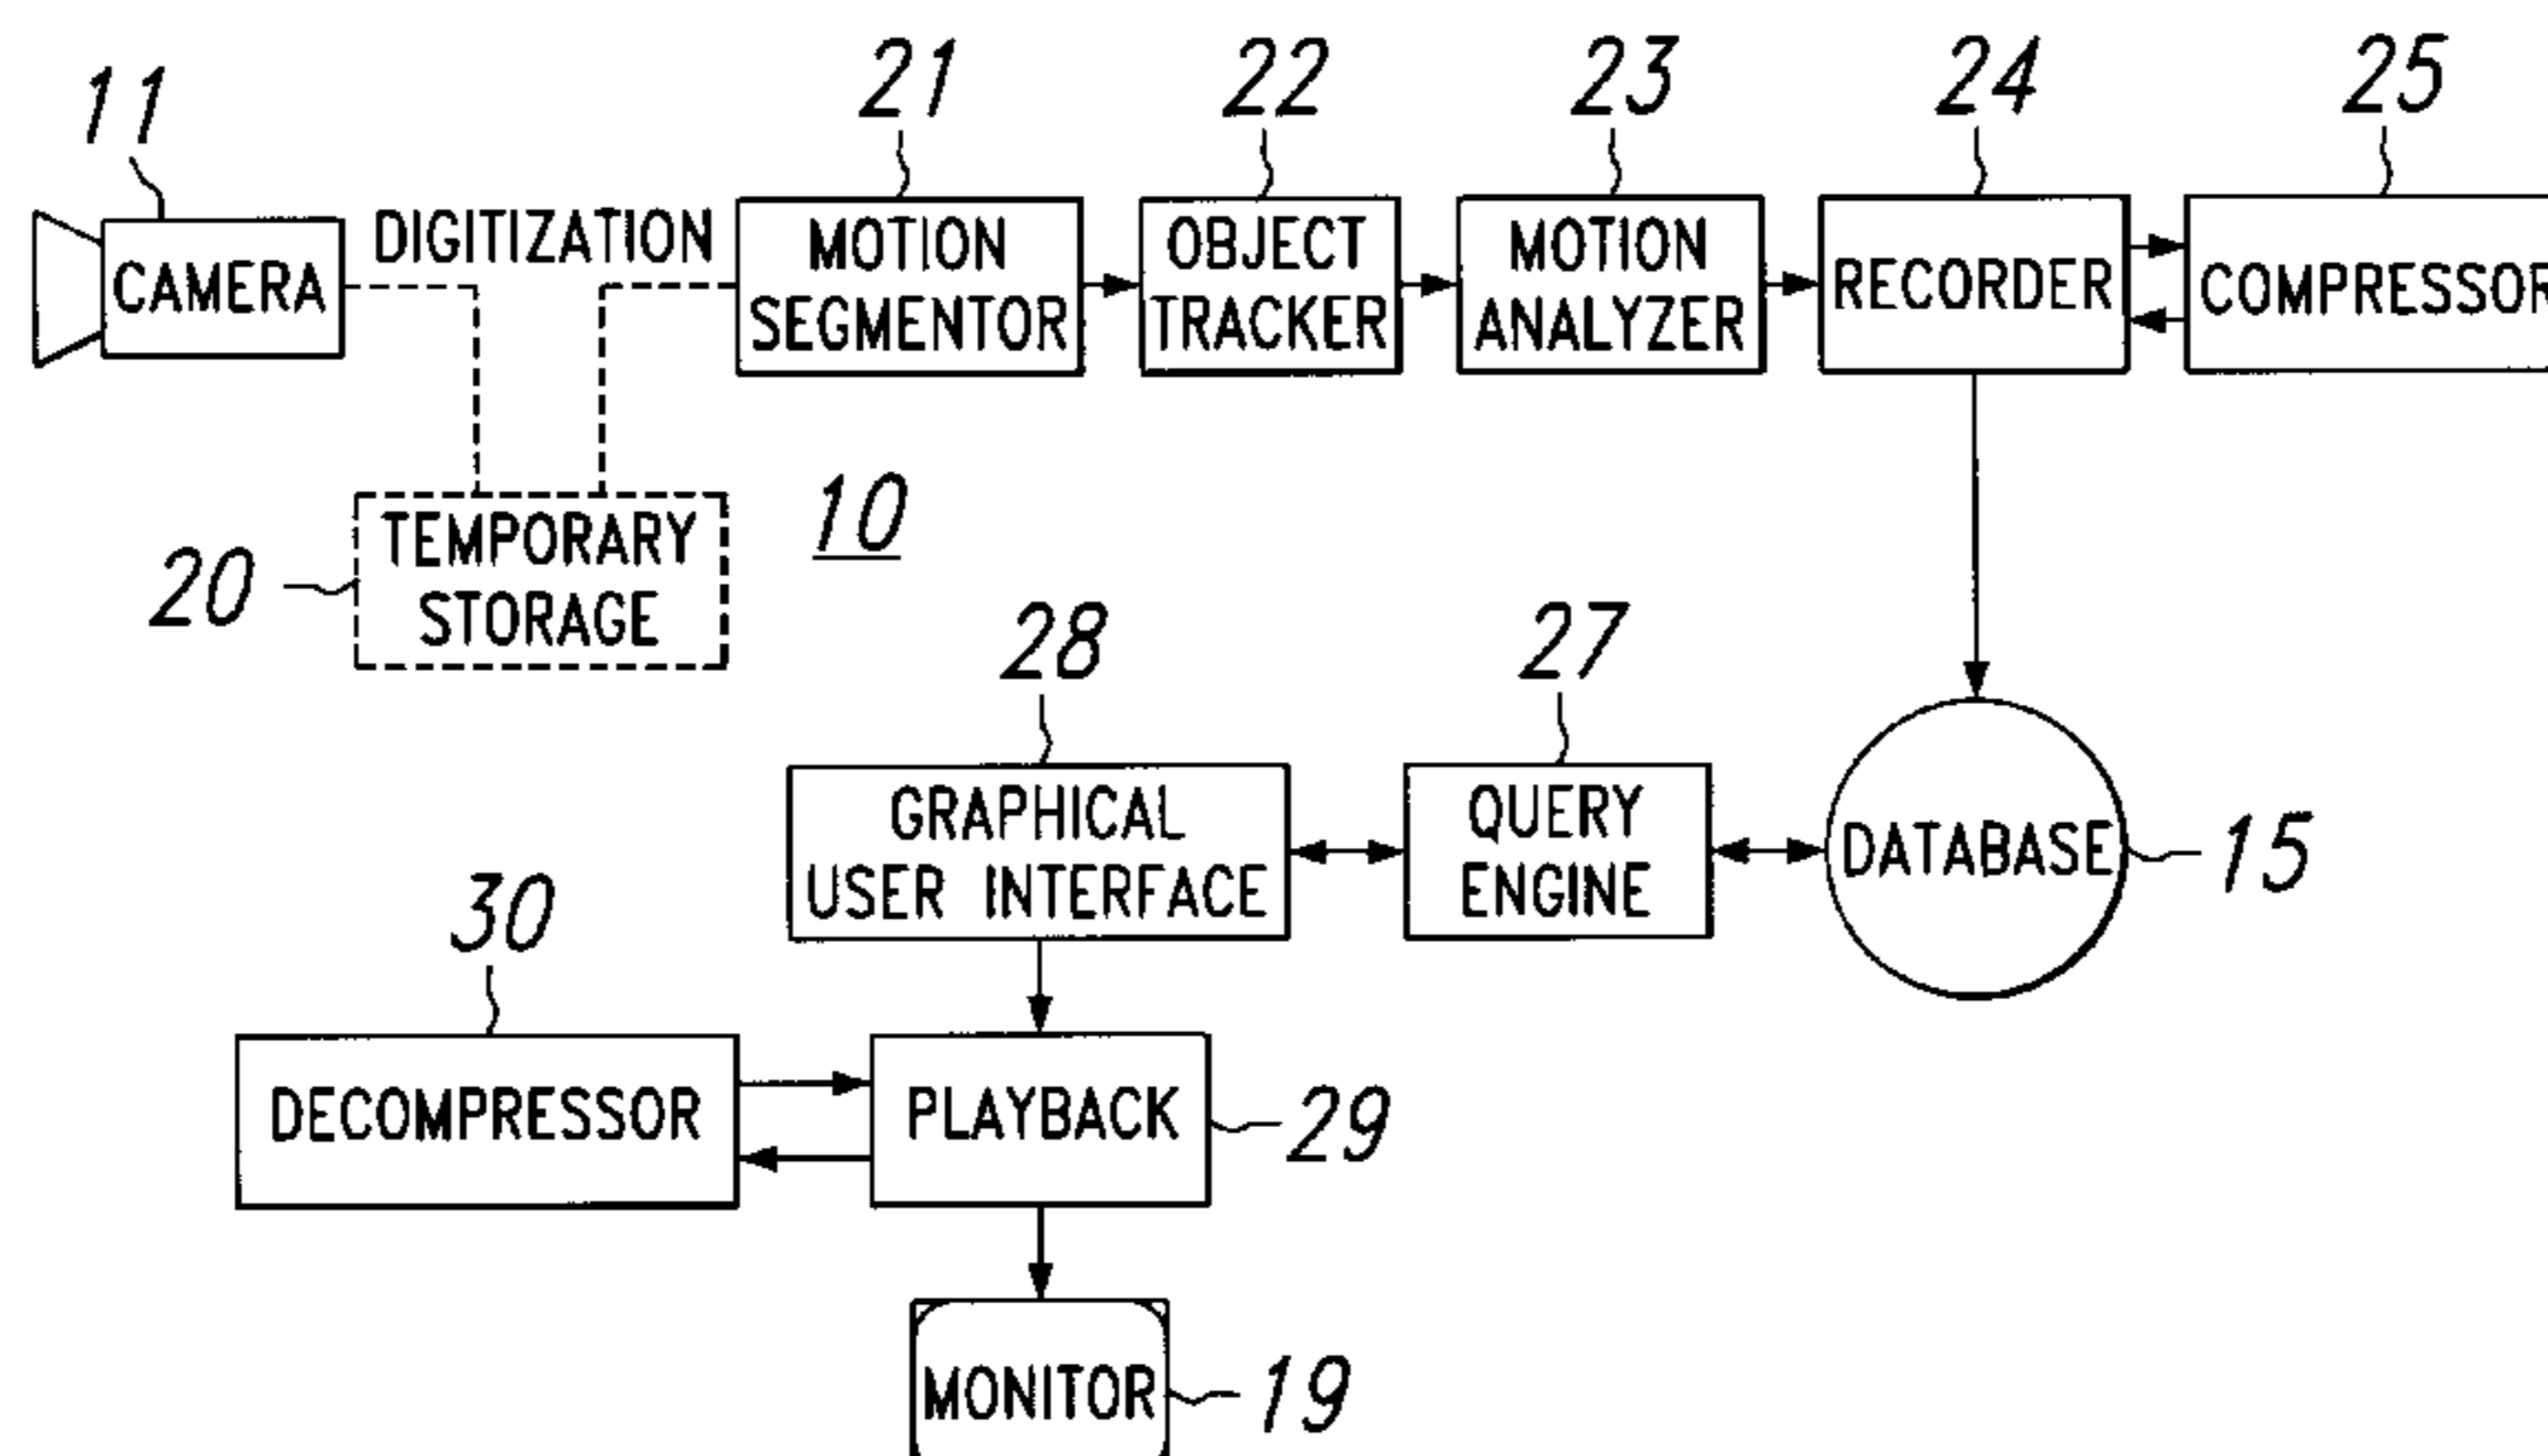 21
22
23
24
25
11
DIGITIZATION
CAMERA
MOTION
SEGMENTOR
OBJECT
TRACKER
MOTION
ANALYZER
RECORDER
COMPRESSOR
10
TEMPORARY
STORAGE
20
28
27
GRAPHICAL
USER INTERFACE
QUERY
ENGINE
DATABASE
15
30
DECOMPRESSOR
PLAYBACK
29
MONITOR
19